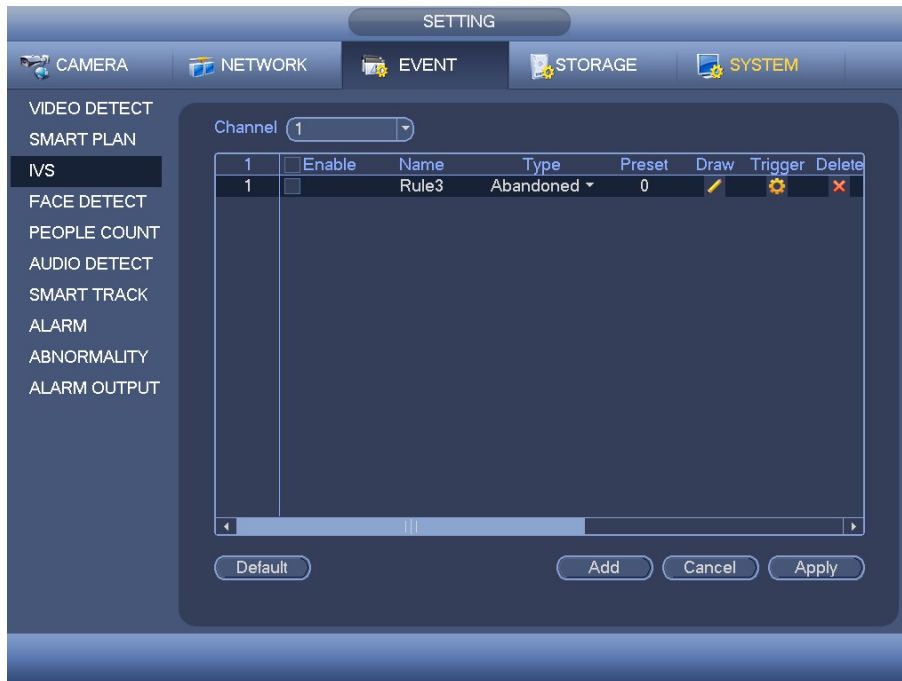 SETTING
CAMERA NETWORK EVENT STORAGE SYSTEM
VIDEO DETECT
SMART PLAN
IVS
FACE DETECT
PEOPLE COUNT
AUDIO DETECT
SMART TRACK
ALARM
ABNORMALITY
ALARM OUTPUT
Channel 1
1 Enable Name Type Preset Draw Trigger Delete
1 Rule3 Abandoned 0
Default Add Cancel Apply